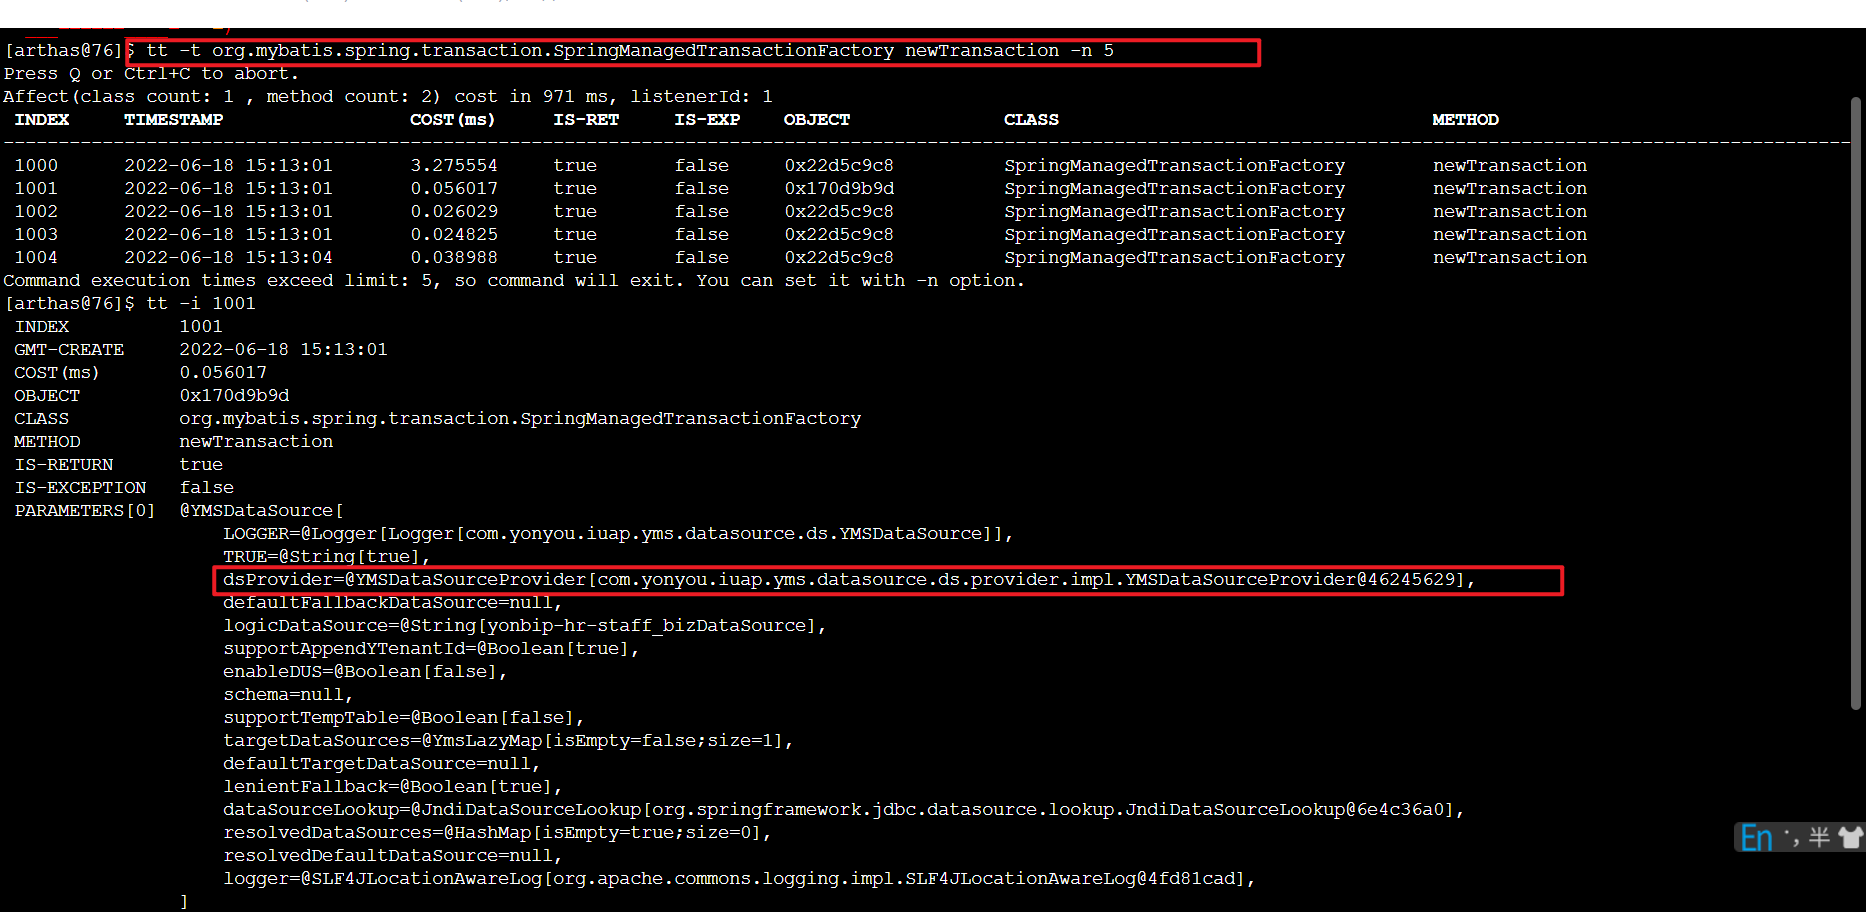 [arthas@76]$ tt -t org.mybatis.spring.transaction.SpringManagedTransactionFactory newTransaction -n 5
Press Q or Ctrl+C to abort.
Affect(class count: 1 , method count: 2) cost in 971 ms, listenerId: 1
INDEX TIMESTAMP COST(ms) IS-RET IS-EXP OBJECT CLASS METHOD
1000 2022-06-18 15:13:01 3.275554 true false 0x22d5c9c8 SpringManagedTransactionFactory newTransaction
1001 2022-06-18 15:13:01 0.056017 true false 0x170d9b9d SpringManagedTransactionFactory newTransaction
1002 2022-06-18 15:13:01 0.026029 true false 0x22d5c9c8 SpringManagedTransactionFactory newTransaction
1003 2022-06-18 15:13:01 0.024825 true false 0x22d5c9c8 SpringManagedTransactionFactory newTransaction
1004 2022-06-18 15:13:04 0.038988 true false 0x22d5c9c8 SpringManagedTransactionFactory newTransaction
Command execution times exceed limit: 5, so command will exit. You can set it with -n option.
[arthas@76]$ tt -i 1001
INDEX 1001
GMT-CREATE 2022-06-18 15:13:01
COST(ms) 0.056017
OBJECT 0x170d9b9d
CLASS org.mybatis.spring.transaction.SpringManagedTransactionFactory
METHOD newTransaction
IS-RETURN true
IS-EXCEPTION false
PARAMETERS[0] @YMSDataSource[
LOGGER=@Logger[Logger[com.yonyou.iuap.yms.datasource.ds.YMSDataSource]],
TRUE=@String[true],
dsProvider=@YMSDataSourceProvider[com.yonyou.iuap.yms.datasource.ds.provider.impl.YMSDataSourceProvider@46245629],
defaultFallbackDataSource=null,
logicDataSource=@String[yonbip-hr-staff_bizDataSource],
supportAppendYTenantId=@Boolean[true],
enableDUS=@Boolean[false],
schema=null,
supportTempTable=@Boolean[false],
targetDataSources=@YmsLazyMap[isEmpty=false;size=1],
defaultTargetDataSource=null,
lenientFallback=@Boolean[true],
dataSourceLookup=@JndiDataSourceLookup[org.springframework.jdbc.datasource.lookup.JndiDataSourceLookup@6e4c36a0],
resolvedDataSources=@HashMap[isEmpty=true;size=0],
resolvedDefaultDataSource=null,
logger=@SLF4JLocationAwareLog[org.apache.commons.logging.impl.SLF4JLocationAwareLog@4fd81cad],
]
En ·, 半